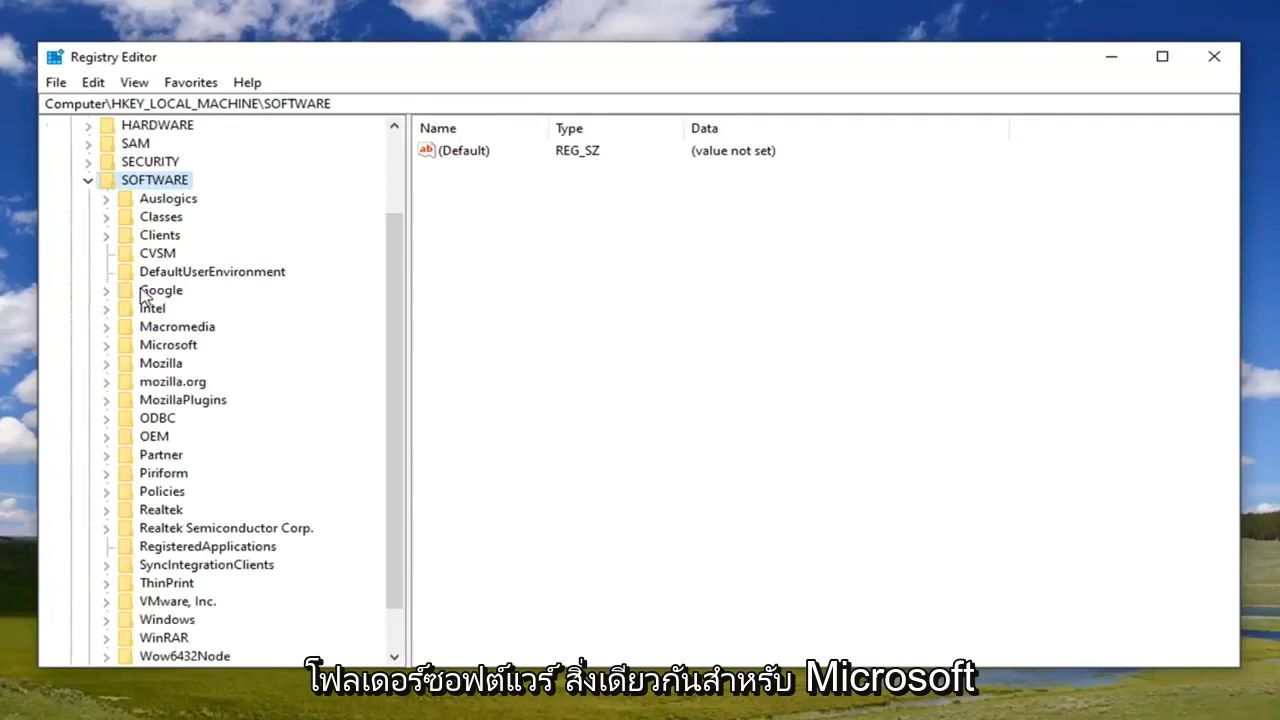 Registry Editor
File Edit View Favorites Help
Computer\HKEY_LOCAL_MACHINE\SOFTWARE
Name Type Data
(Default) REG_SZ (value not set)
HARDWARE
SAM
SECURITY
SOFTWARE
Auslogics
Classes
Clients
CVSM
DefaultUserEnvironment
Google
Intel
Macromedia
Microsoft
Mozilla
mozilla.org
MozillaPlugins
ODBC
OEM
Partner
Piriform
Policies
Realtek
Realtek Semiconductor Corp.
RegisteredApplications
SyncIntegrationClients
ThinPrint
VMware, Inc.
Windows
WinRAR
Wow6432Node
โฟลเดอร์ซอฟต์แวร์ สิ่งเดียวกันสำหรับ Microsoft